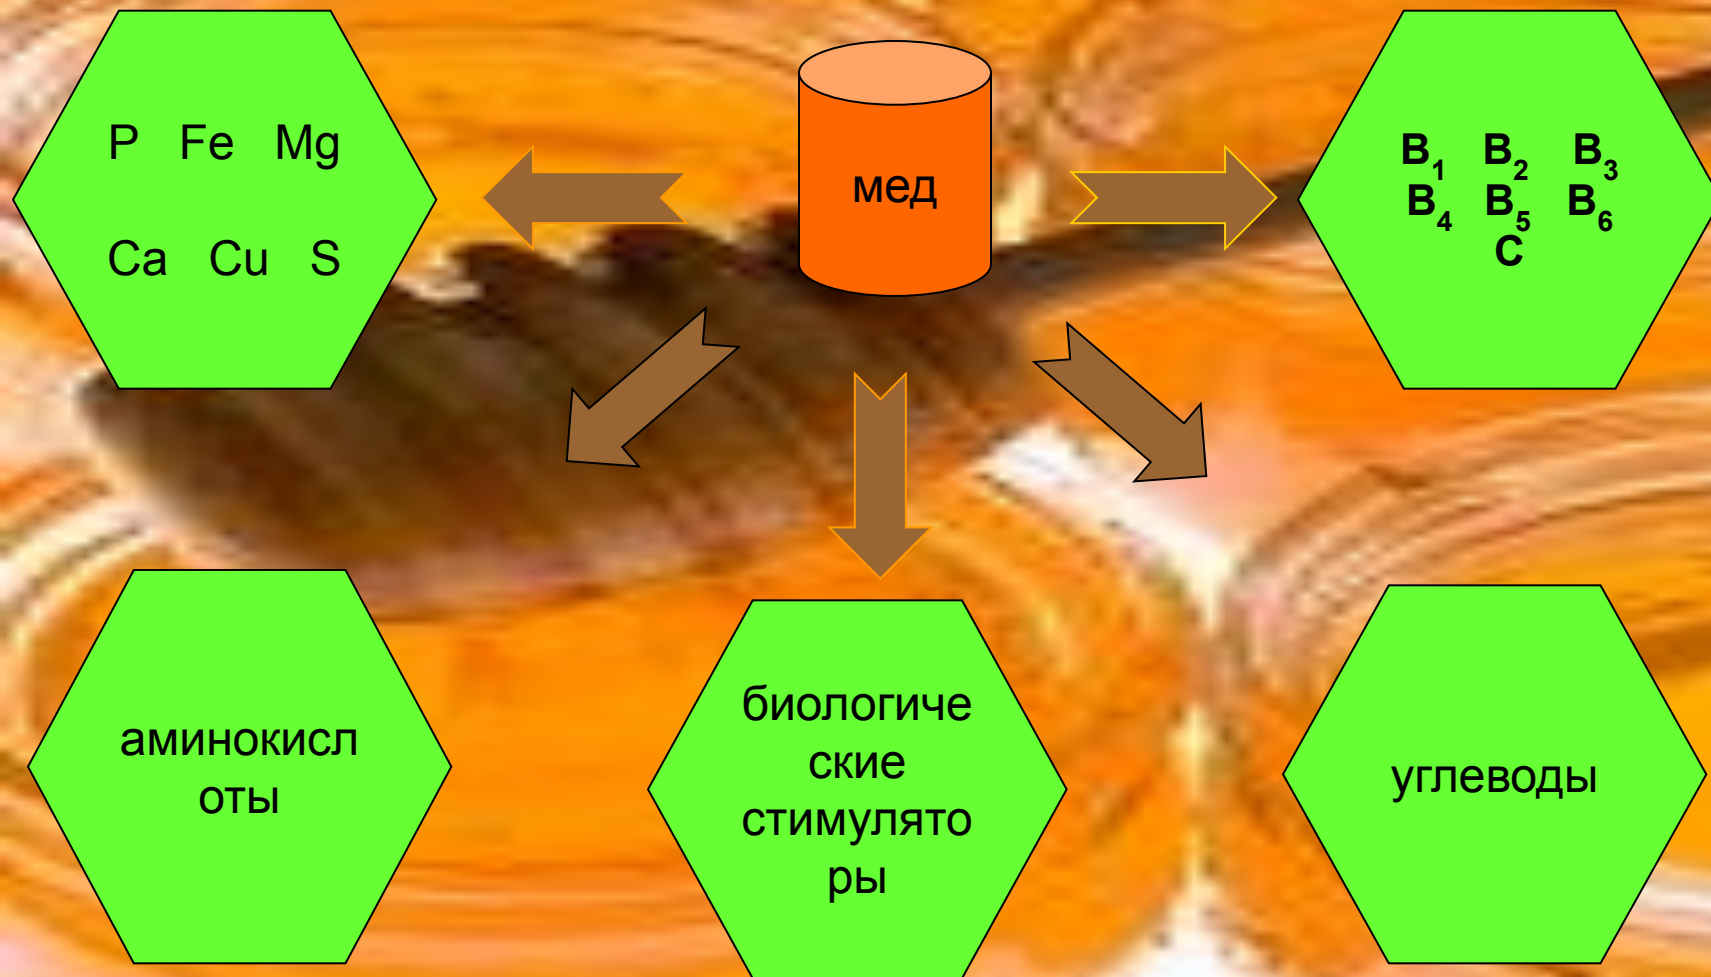 P Fe Mg
Ca Cu S
мед
B₁ B₂ B₃
B₄ B₅ B₆
C
аминокисл
оты
биологиче
ские
стимулято
ры
углеводы